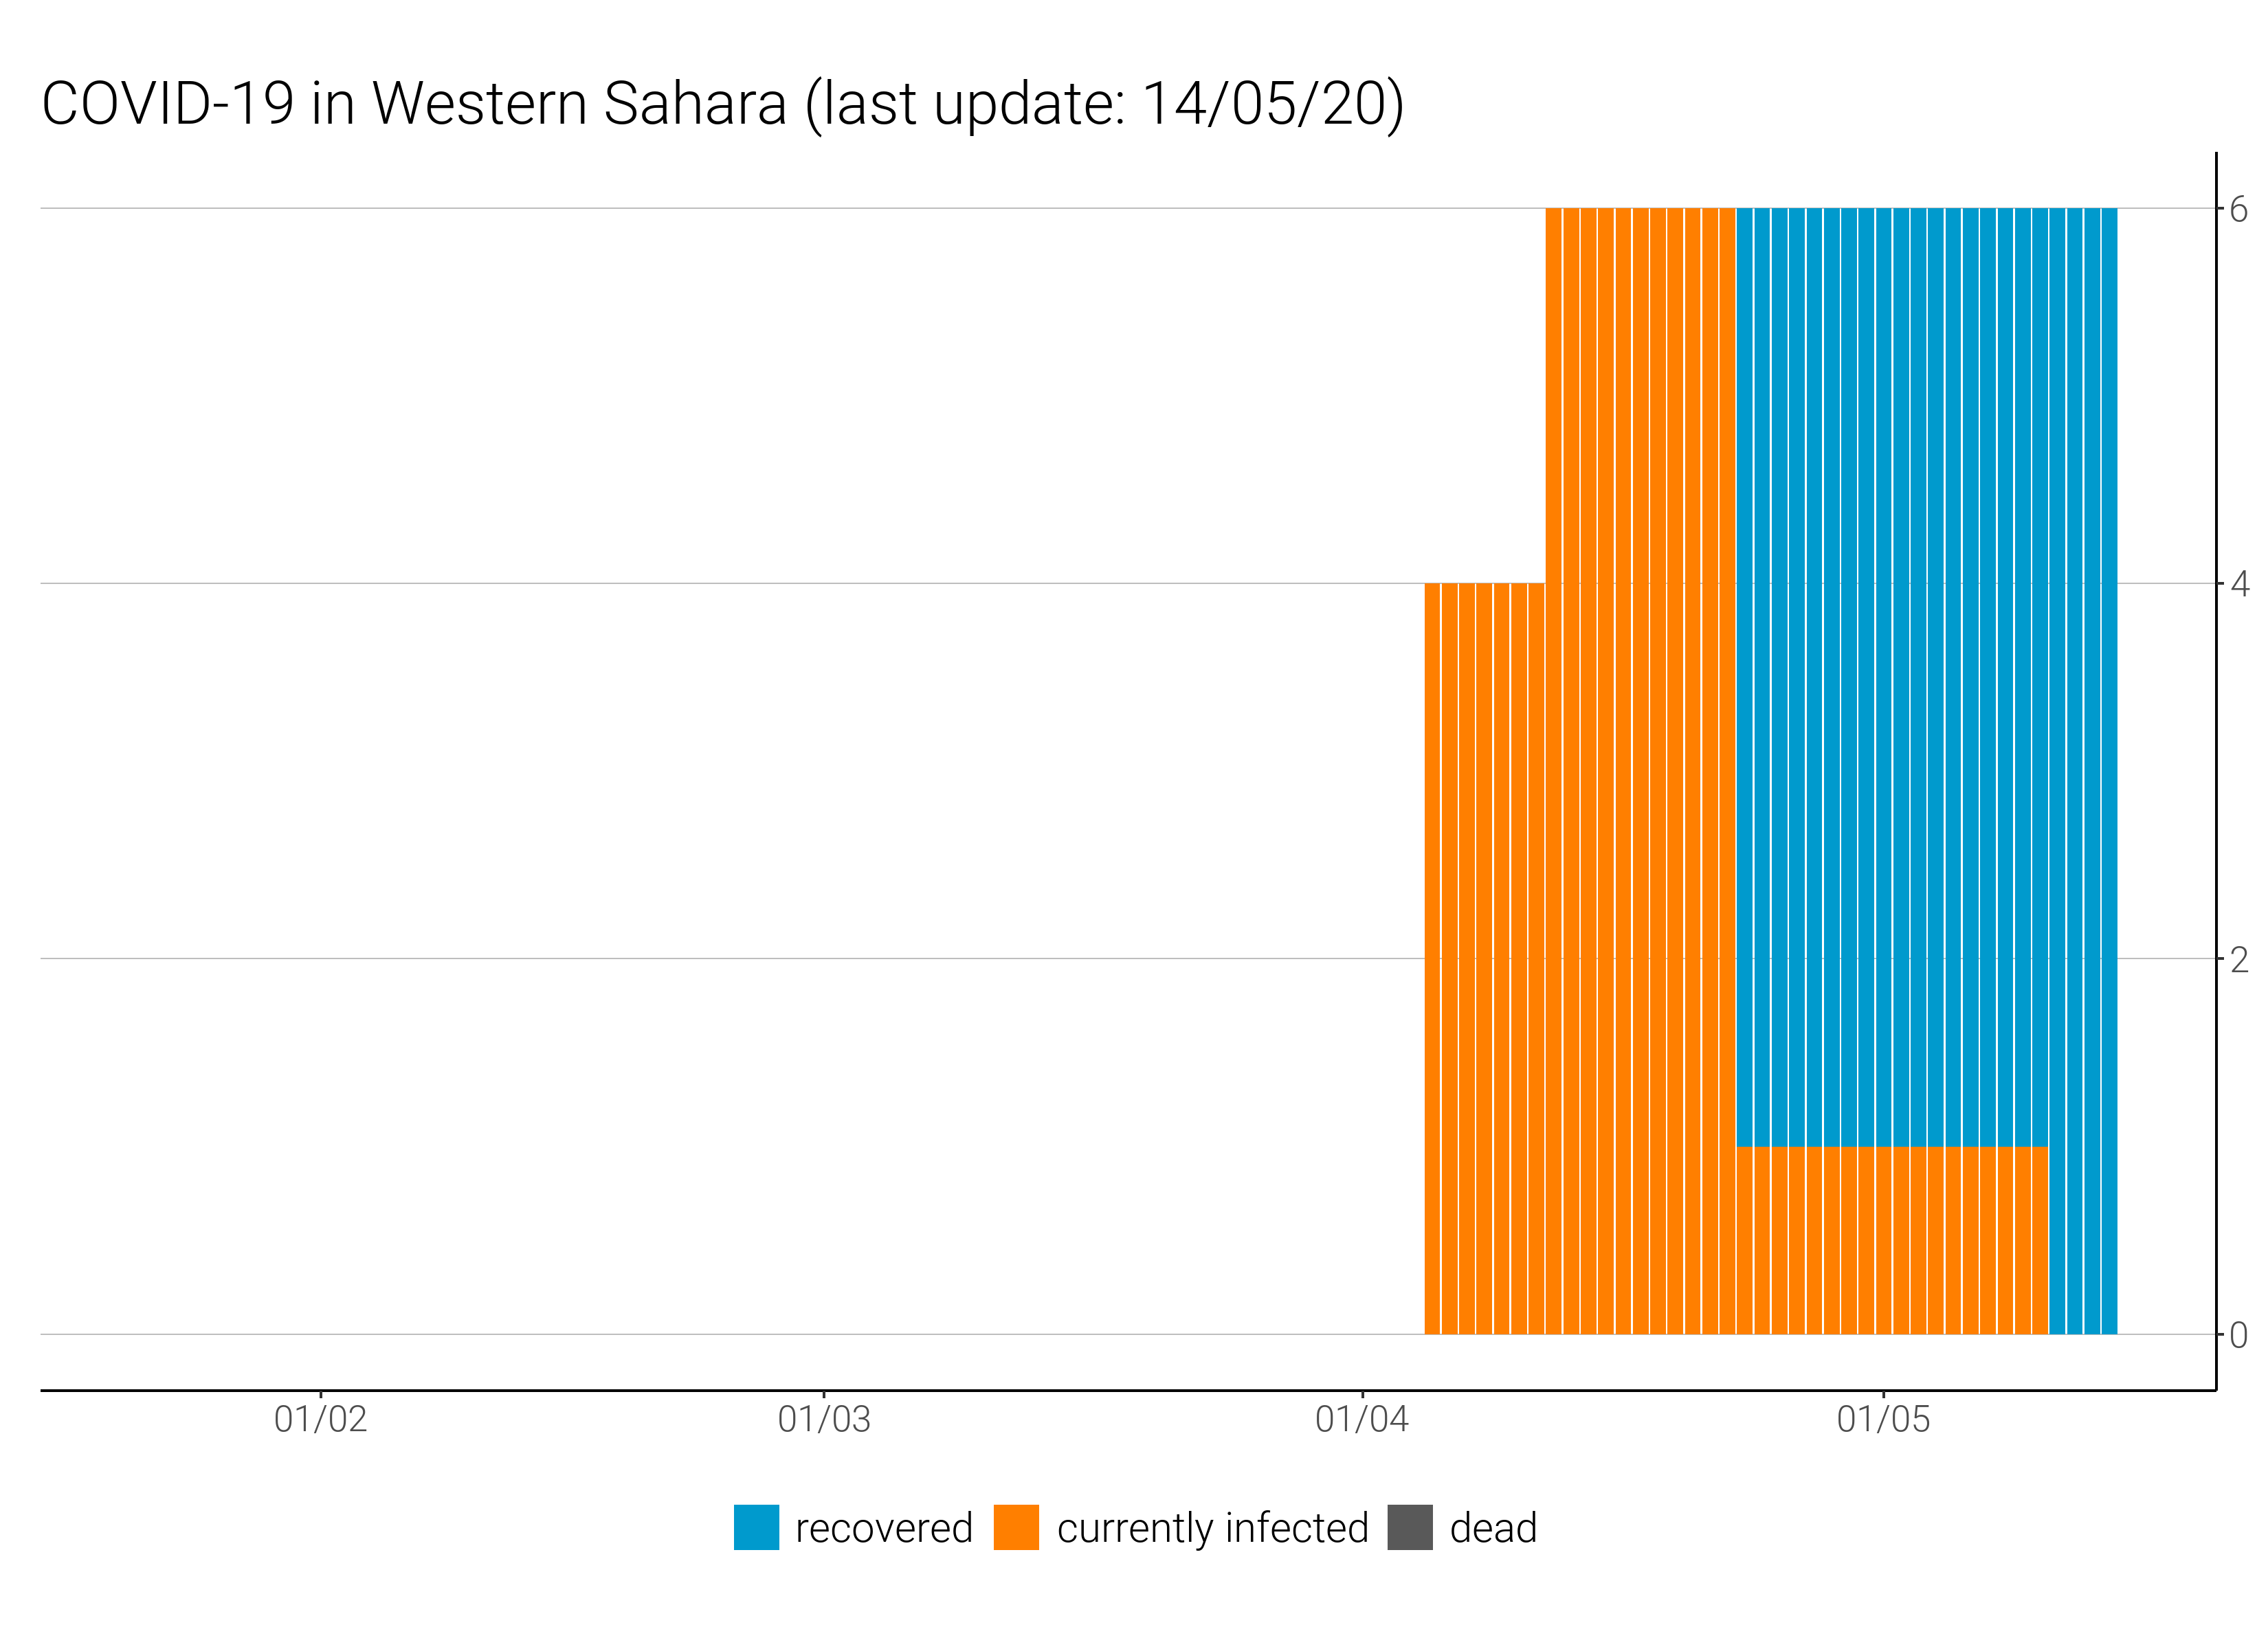 COVID-19 in Western Sahara (last update: 14/05/20)
6
4
2
0
01/02 01/03 01/04 01/05
recovered currently infected dead